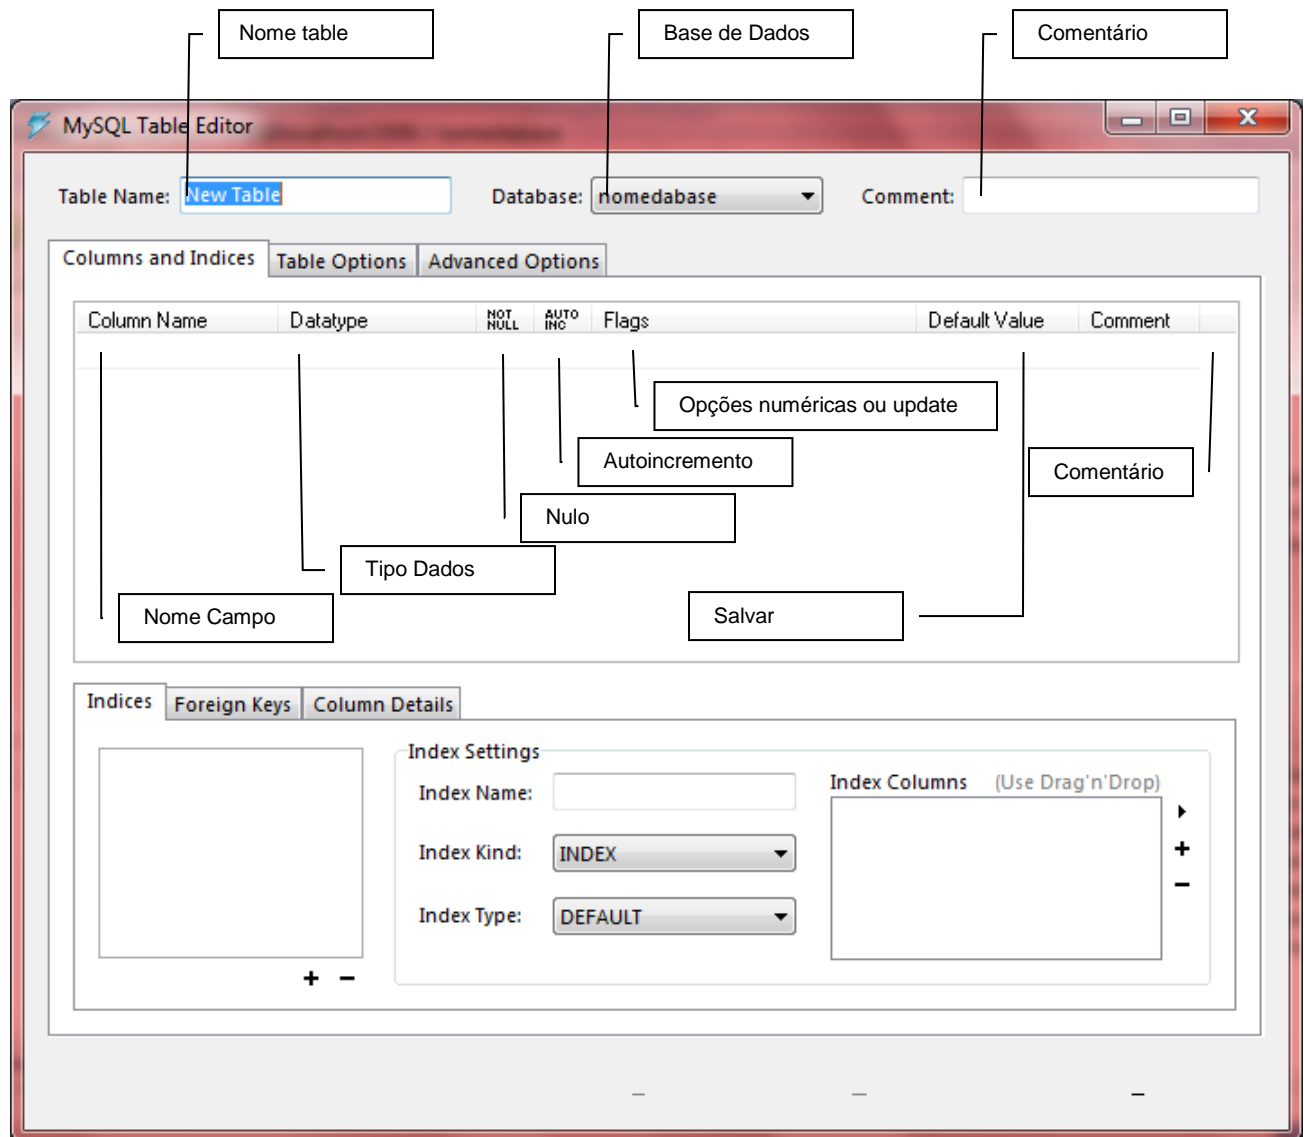 Nome table
Base de Dados
Comentário
MySQL Table Editor
Table Name: New Table
Database: nomedabase
Comment:
Columns and Indices
Table Options
Advanced Options
Column Name
Datatype
NOT NULL
AUTO INC
Flags
Default Value
Comment
Opções numéricas ou update
Autoincremento
Comentário
Nulo
Tipo Dados
Nome Campo
Salvar
Indices
Foreign Keys
Column Details
Index Settings
Index Name:
Index Columns (Use Drag'n'Drop)
Index Kind: INDEX
Index Type: DEFAULT